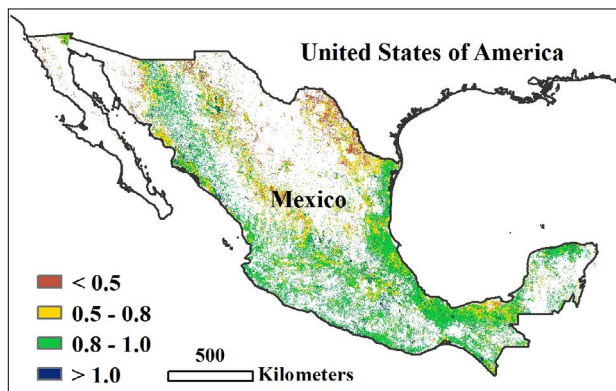 United States of America
Mexico
< 0.5
0.5 - 0.8
0.8 - 1.0
> 1.0
500
Kilometers